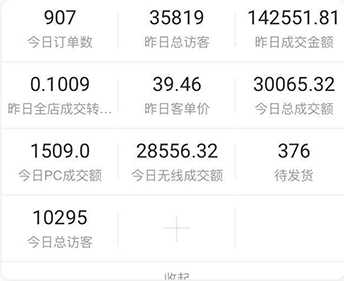 907 35819 142551.81
今日订单数 昨日总访客 昨日成交金额
0.1009 39.46 30065.32
昨日全店成交转... 昨日客单价 今日总成交额
1509.0 28556.32 376
今日PC成交额 今日无线成交额 待发货
10295
今日总访客
收起